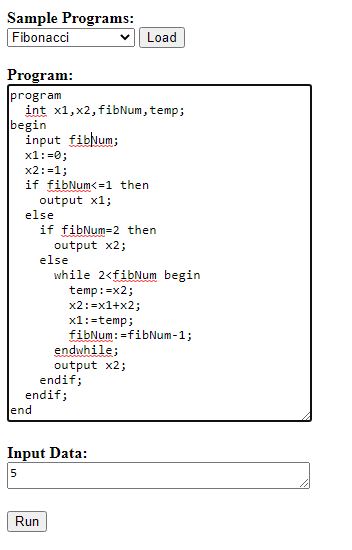 Sample Programs:
Fibonacci Load
Program:
program
  int x1,x2,fibNum,temp;
begin
  input fibNum;
  x1:=0;
  x2:=1;
  if fibNum<=1 then
    output x1;
  else
    if fibNum=2 then
      output x2;
    else
      while 2<fibNum begin
        temp:=x2;
        x2:=x1+x2;
        x1:=temp;
        fibNum:=fibNum-1;
      endwhile;
      output x2;
    endif;
  endif;
end
Input Data:
5
Run